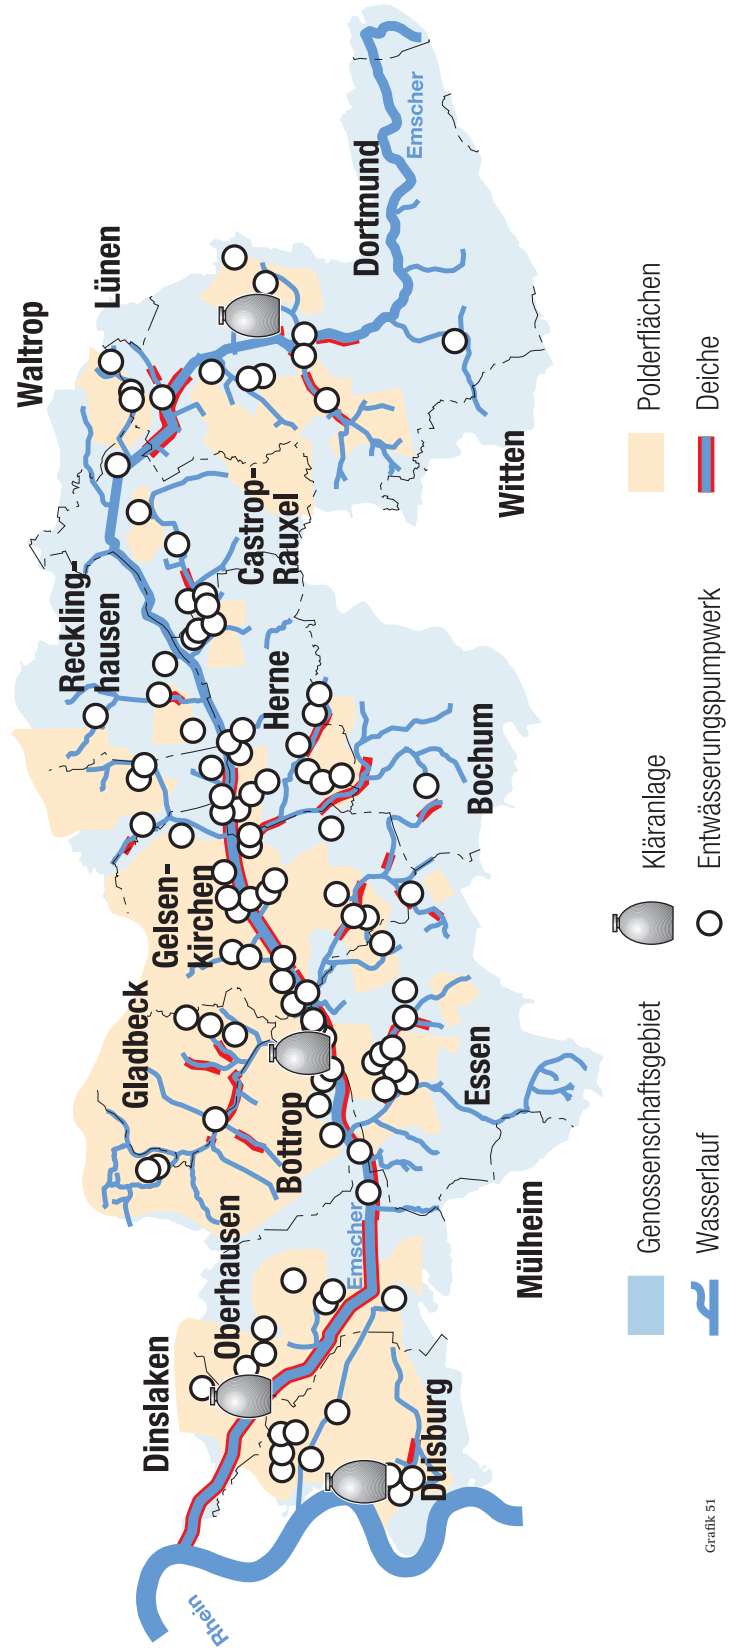 Waltrop
Lünen
Reckling-
hausen
Dortmund
Emscher
Castrop-
Rauxel
Herne
Witten
Gelsen-
kirchen
Gladbeck
Bochum
Bottrop
Essen
Oberhausen
Dinslaken
Emscher
Mülheim
Duisburg
Rhein
Genossenschaftsgebiet
Kläranlage
Polderflächen
Wasserlauf
Entwässerungspumpwerk
Deiche
Grafik 51